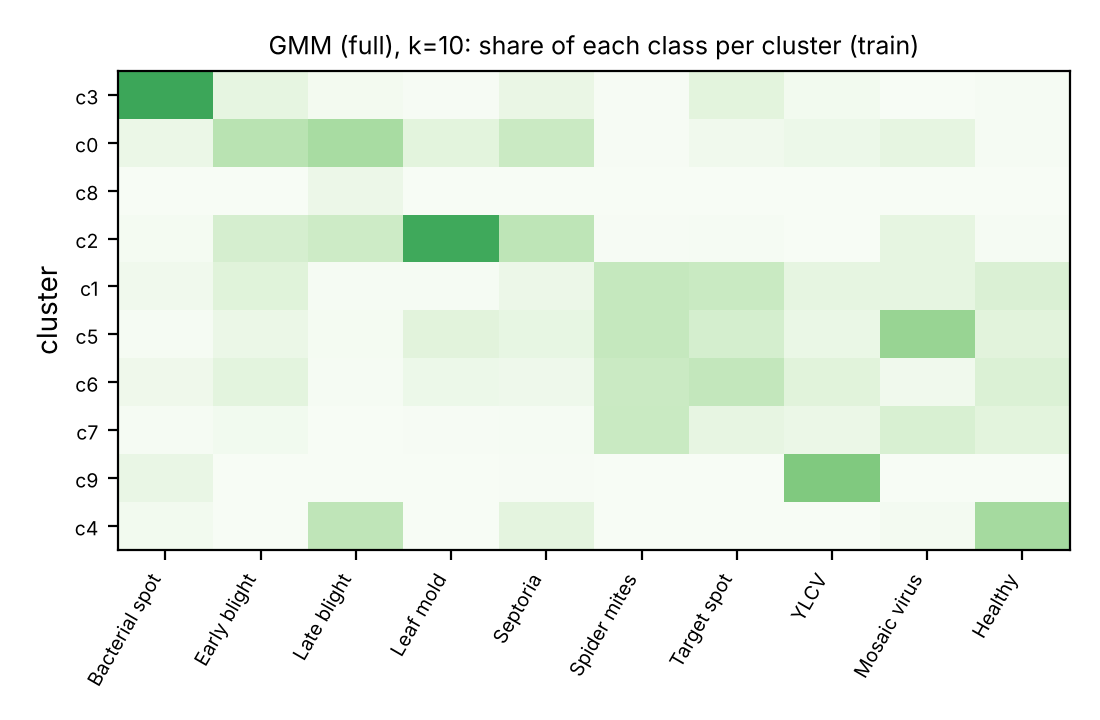 GMM (full), k=10: share of each class per cluster (train)
cluster
c3
c0
c8
c2
c1
c5
c6
c7
c9
c4
Bacterial spot
Early blight
Late blight
Leaf mold
Septoria
Spider mites
Target spot
YLCV
Mosaic virus
Healthy